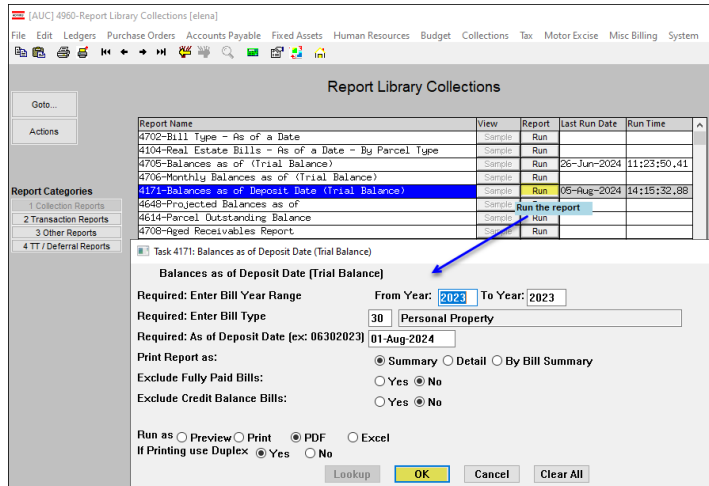 [AUC] 4960-Report Library Collections [elena]
File Edit Ledgers Purchase Orders Accounts Payable Fixed Assets Human Resources Budget Collections Tax Motor Excise Misc Billing System
Report Library Collections
Goto...
Actions
Report Categories
1 Collection Reports
2 Transaction Reports
3 Other Reports
4 TT / Deferral Reports
Report Name View Report Last Run Date Run Time
4702-Bill Type - As of a Date Sample Run
4104-Real Estate Bills - As of a Date - By Parcel Type Sample Run
4705-Balances as of (Trial Balance) Sample Run 26-Jun-2024 11:23:50.41
4706-Monthly Balances as of (Trial Balance) Sample Run
4171-Balances as of Deposit Date (Trial Balance) Sample Run 05-Aug-2024 14:15:32.88
4648-Projected Balances as of Sample
Run the report
4614-Parcel Outstanding Balance Sample Run
4708-Aged Receivables Report Sample Run
Task 4171: Balances as of Deposit Date (Trial Balance)
Balances as of Deposit Date (Trial Balance)
Required: Enter Bill Year Range From Year: 2023 To Year: 2023
Required: Enter Bill Type 30 Personal Property
Required: As of Deposit Date (ex: 06302023) 01-Aug-2024
Print Report as: Summary Detail By Bill Summary
Exclude Fully Paid Bills: Yes No
Exclude Credit Balance Bills: Yes No
Run as Preview Print PDF Excel
If Printing use Duplex Yes No
Lookup OK Cancel Clear All